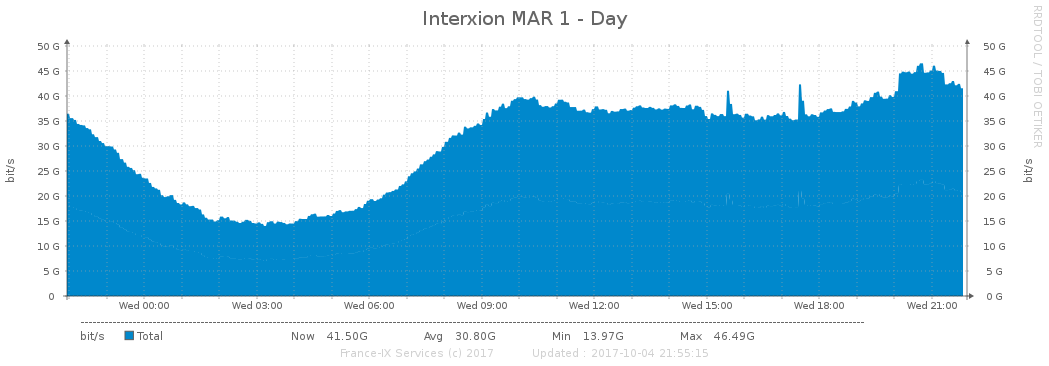 Interxion MAR 1 - Day
RRDTOOL / TOBI OETIKER
50 G 50 G
45 G 45 G
40 G 40 G
35 G 35 G
30 G 30 G
25 G 25 G
20 G 20 G
15 G 15 G
10 G 10 G
5 G 5 G
0 0 G
bit/s
bit/s
Wed 00:00 Wed 03:00 Wed 06:00 Wed 09:00 Wed 12:00 Wed 15:00 Wed 18:00 Wed 21:00
bit/s Total Now 41.50G Avg 30.80G Min 13.97G Max 46.49G
France-IX Services (c) 2017 Updated : 2017-10-04 21:55:15